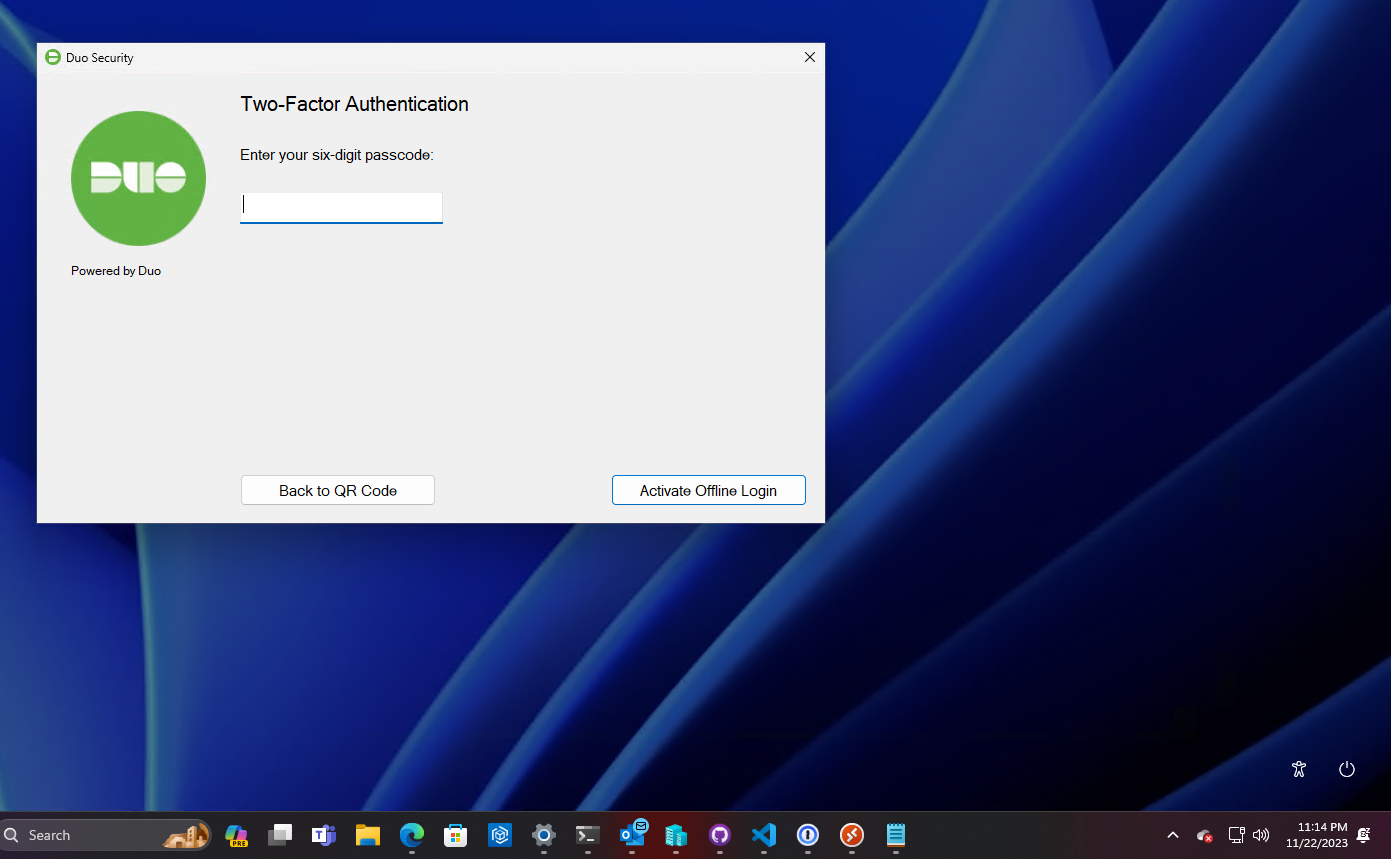 Duo Security
Two-Factor Authentication
Enter your six-digit passcode:
DUO
Powered by Duo
Back to QR Code
Activate Offline Login
Search
PRE
T
11:14 PM
11/22/2023